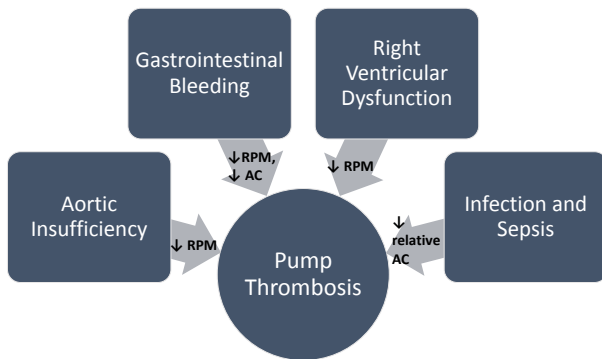 Gastrointestinal
Bleeding
Right
Ventricular
Dysfunction
↓RPM,
↓ AC
↓ RPM
Aortic
Insufficiency
↓ RPM
Pump
Thrombosis
↓
relative
AC
Infection and
Sepsis